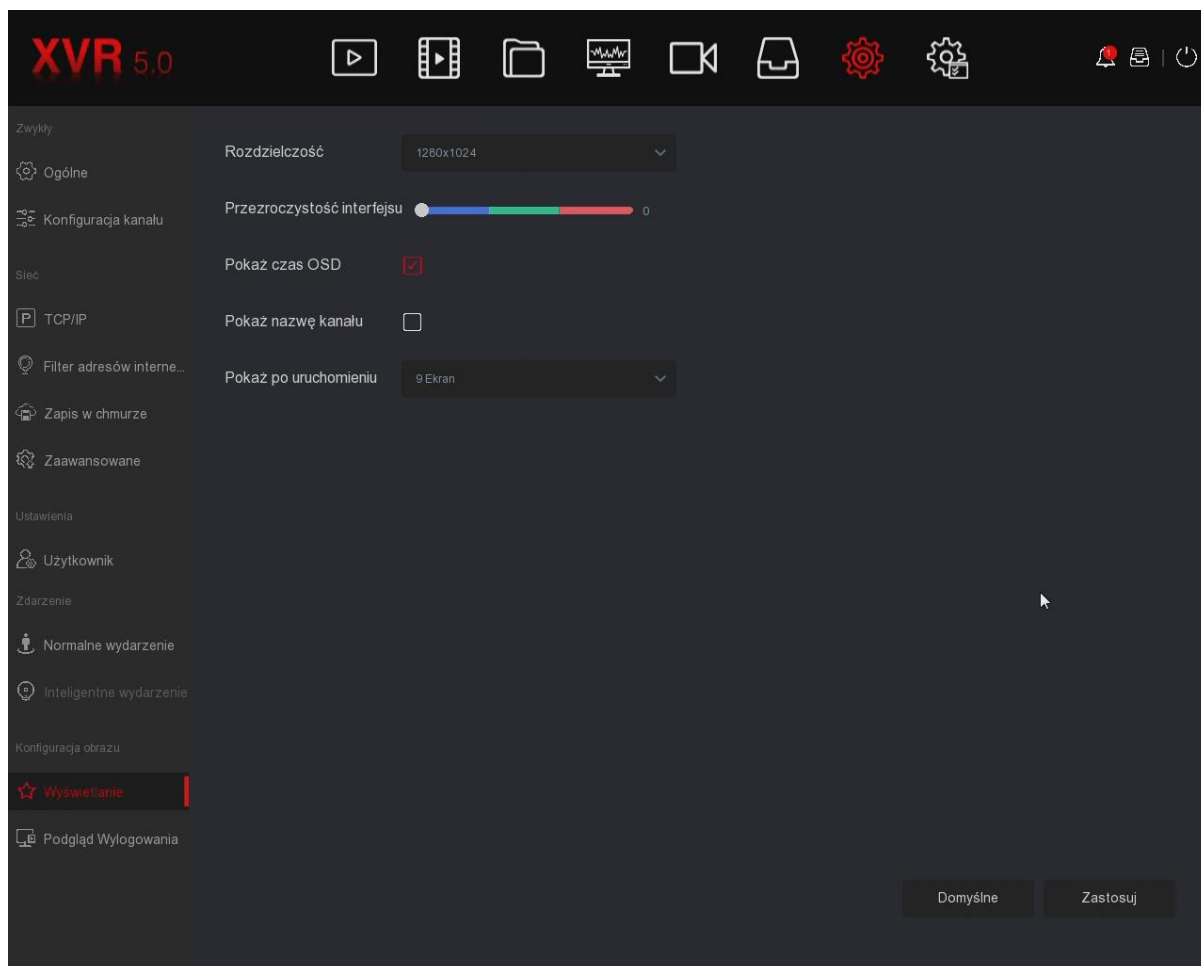 XVR 5.0
1
Zwykły
Ogólne
Konfiguracja kanału
Sieć
P TCP/IP
Filter adresów interne...
Zapis w chmurze
Zaawansowane
Ustawienia
Użytkownik
Zdarzenie
Normalne wydarzenie
Inteligentne wydarzenie
Konfiguracja obrazu
Wyświetlanie
Podgląd Wylogowania
Rozdzielczość 1280x1024
Przezroczystość interfejsu 0
Pokaż czas OSD
Pokaż nazwę kanału
Pokaż po uruchomieniu 9 Ekran
Domyślne Zastosuj